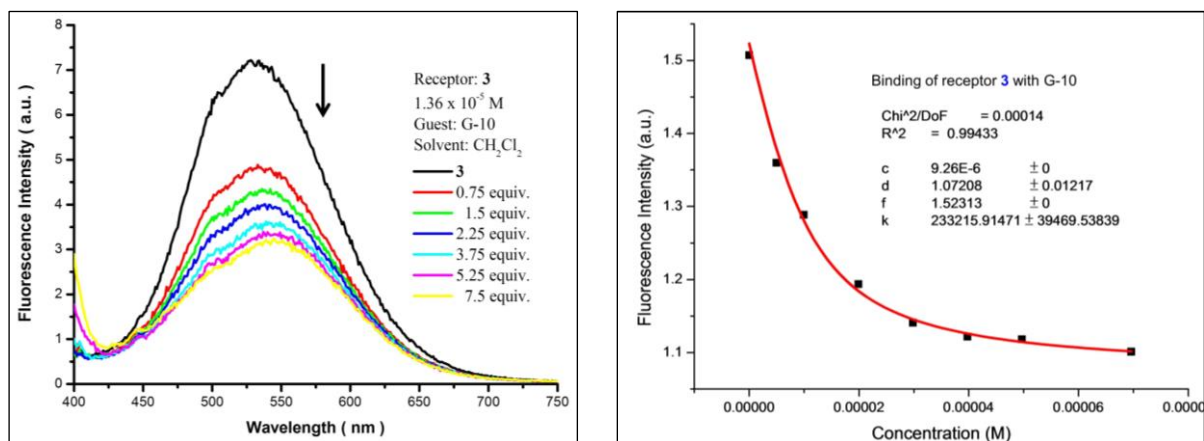 8
7
6
5
4
3
2
1
0
Fluorescence Intensity ( a.u. )
400 450 500 550 600 650 700 750
Wavelength ( nm )
Receptor: 3
1.36 x 10⁻⁵ M
Guest: G-10
Solvent: CH₂Cl₂
3
0.75 equiv.
1.5 equiv.
2.25 equiv.
3.75 equiv.
5.25 equiv.
7.5 equiv.
1.5
1.4
1.3
1.2
1.1
Fluorescence Intensity (a.u.)
Binding of receptor 3 with G-10
Chi^2/DoF = 0.00014
R^2 = 0.99433
c 9.26E-6 ±0
d 1.07208 ±0.01217
f 1.52313 ±0
k 233215.91471 ±39469.53839
0.00000 0.00002 0.00004 0.00006 0.0000
Concentration (M)